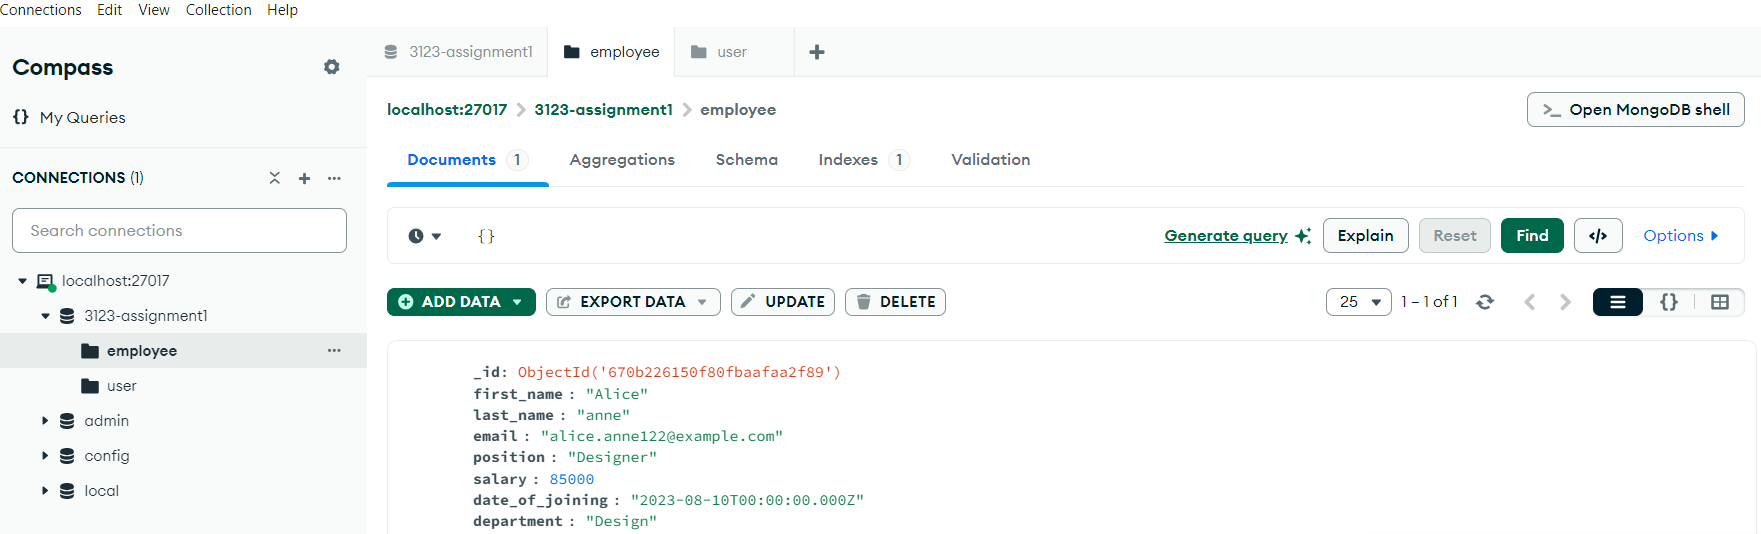 Connections Edit View Collection Help
Compass
{} My Queries
CONNECTIONS (1)
Search connections
localhost:27017
3123-assignment1
employee
user
admin
config
local
3123-assignment1 employee user
localhost:27017 3123-assignment1 employee
>_ Open MongoDB shell
Documents 1 Aggregations Schema Indexes 1 Validation
{} Generate query Explain Reset Find </> Options
ADD DATA EXPORT DATA UPDATE DELETE 25 1 – 1 of 1 {}
_id: ObjectId('670b226150f80fbaafaa2f89')
first_name : "Alice"
last_name : "anne"
email : "alice.anne122@example.com"
position : "Designer"
salary : 85000
date_of_joining : "2023-08-10T00:00:00.000Z"
department : "Design"